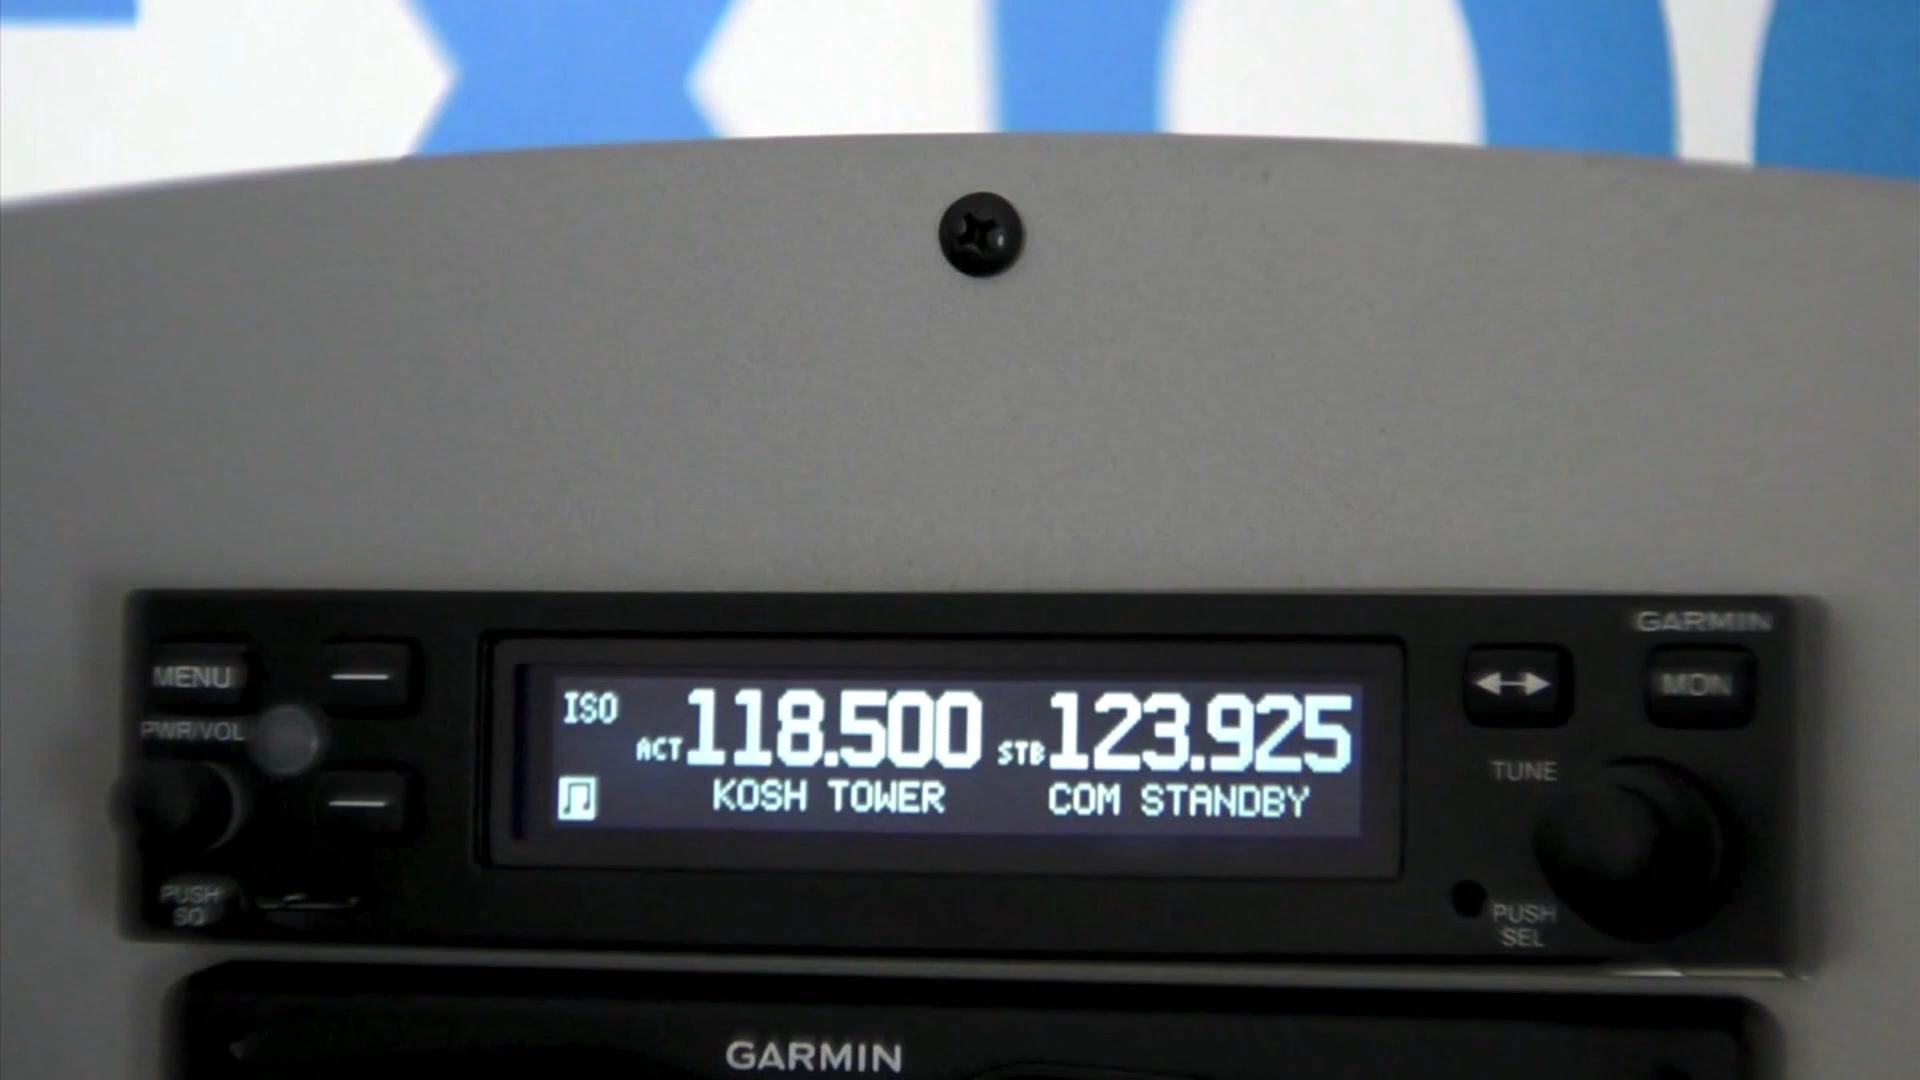 GARMIN
MENU
—
MON
PWR/VOL
ISO
ACT 118.500
STB 123.925
KOSH TOWER
COM STANDBY
TUNE
PUSH
SQ
PUSH
SEL
GARMIN